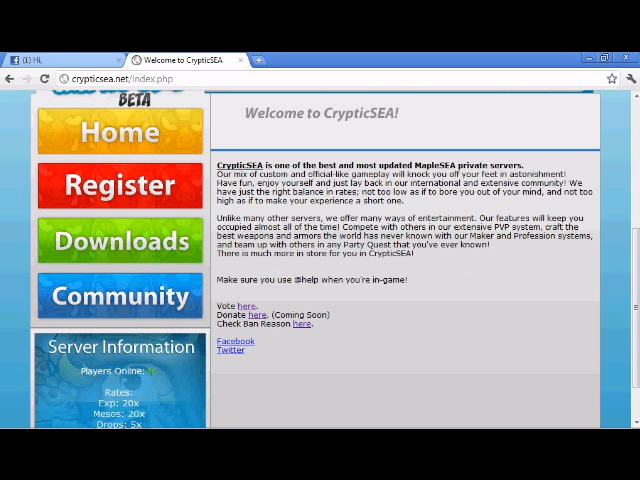 (1) Hi,
Welcome to CrypticSEA
crypticsea.net/index.php
BETA
Home
Register
Downloads
Community
Server Information
Players Online:
Rates:
Exp: 20x
Mesos: 20x
Drops: 5x
Welcome to CrypticSEA!
CrypticSEA is one of the best and most updated MapleSEA private servers.
Our mix of custom and official-like gameplay will knock you off your feet in astonishment!
Have fun, enjoy yourself and just lay back in our international and extensive community! We
have just the right balance in rates; not too low as if to bore you out of your mind, and not too
high as if to make your experience a short one.
Unlike many other servers, we offer many ways of entertainment. Our features will keep you
occupied almost all of the time! Compete with others in our extensive PVP system, craft the
best weapons and armors the world has never known with our Maker and Profession systems,
and team up with others in any Party Quest that you've ever known!
There is much more in store for you in CrypticSEA!
Make sure you use @help when you're in-game!
Vote here.
Donate here. (Coming Soon)
Check Ban Reason here.
Facebook
Twitter